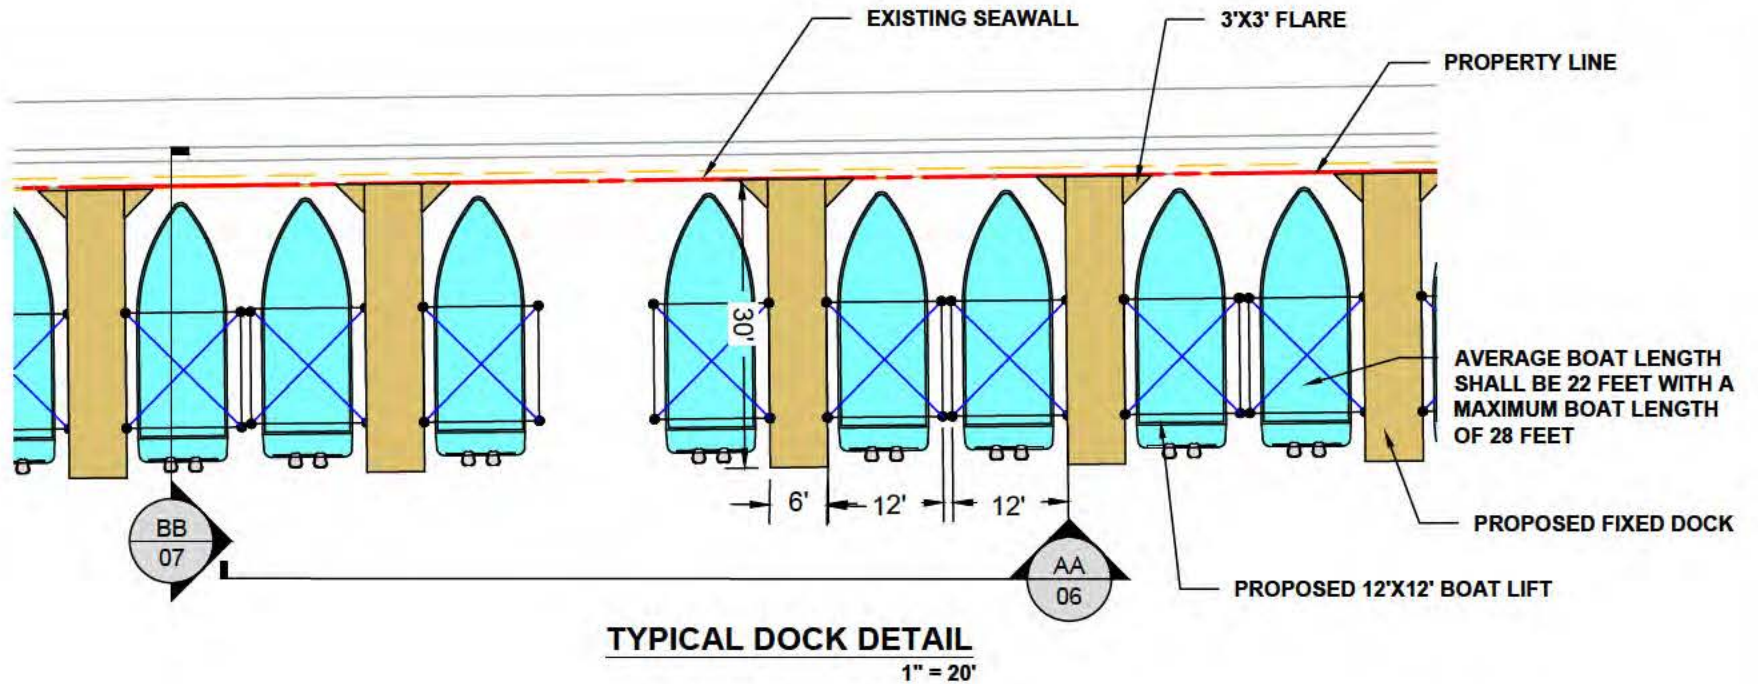 EXISTING SEAWALL
3'X3' FLARE
PROPERTY LINE
30'
AVERAGE BOAT LENGTH
SHALL BE 22 FEET WITH A
MAXIMUM BOAT LENGTH
OF 28 FEET
6'
12'
12'
PROPOSED FIXED DOCK
BB
07
AA
06
PROPOSED 12'X12' BOAT LIFT
TYPICAL DOCK DETAIL
1" = 20'